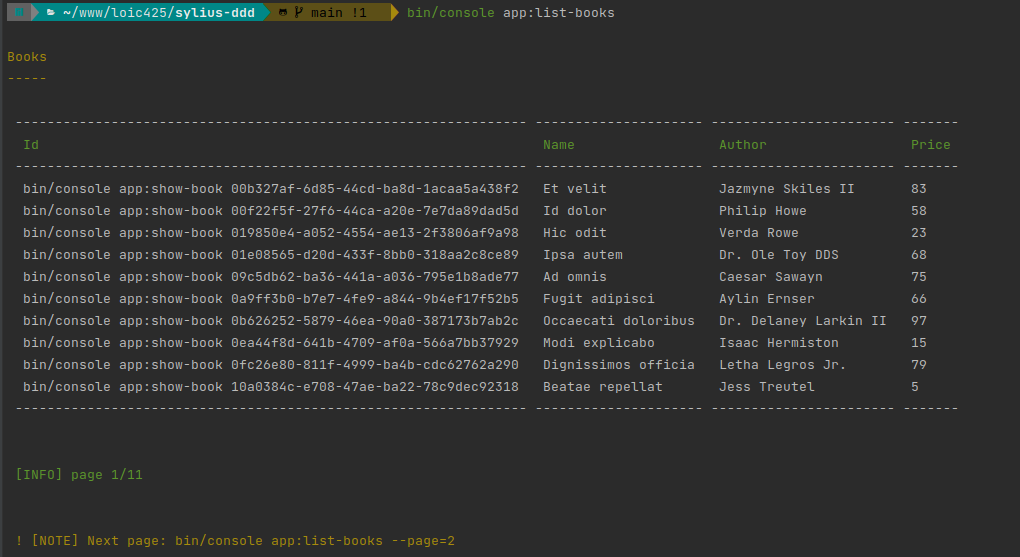 ~/www/loic425/sylius-ddd main !1 bin/console app:list-books
Books
-----
---------------------------------------------------------------- --------------------- ----------------------- -------
Id Name Author Price
---------------------------------------------------------------- --------------------- ----------------------- -------
bin/console app:show-book 00b327af-6d85-44cd-ba8d-1acaa5a438f2 Et velit Jazmyne Skiles II 83
bin/console app:show-book 00f22f5f-27f6-44ca-a20e-7e7da89dad5d Id dolor Philip Howe 58
bin/console app:show-book 019850e4-a052-4554-ae13-2f3806af9a98 Hic odit Verda Rowe 23
bin/console app:show-book 01e08565-d20d-433f-8bb0-318aa2c8ce89 Ipsa autem Dr. Ole Toy DDS 68
bin/console app:show-book 09c5db62-ba36-441a-a036-795e1b8ade77 Ad omnis Caesar Sawayn 75
bin/console app:show-book 0a9ff3b0-b7e7-4fe9-a844-9b4ef17f52b5 Fugit adipisci Aylin Ernser 66
bin/console app:show-book 0b626252-5879-46ea-90a0-387173b7ab2c Occaecati doloribus Dr. Delaney Larkin II 97
bin/console app:show-book 0ea44f8d-641b-4709-af0a-566a7bb37929 Modi explicabo Isaac Hermiston 15
bin/console app:show-book 0fc26e80-811f-4999-ba4b-cdc62762a290 Dignissimos officia Letha Legros Jr. 79
bin/console app:show-book 10a0384c-e708-47ae-ba22-78c9dec92318 Beatae repellat Jess Treutel 5
---------------------------------------------------------------- --------------------- ----------------------- -------
[INFO] page 1/11
! [NOTE] Next page: bin/console app:list-books --page=2